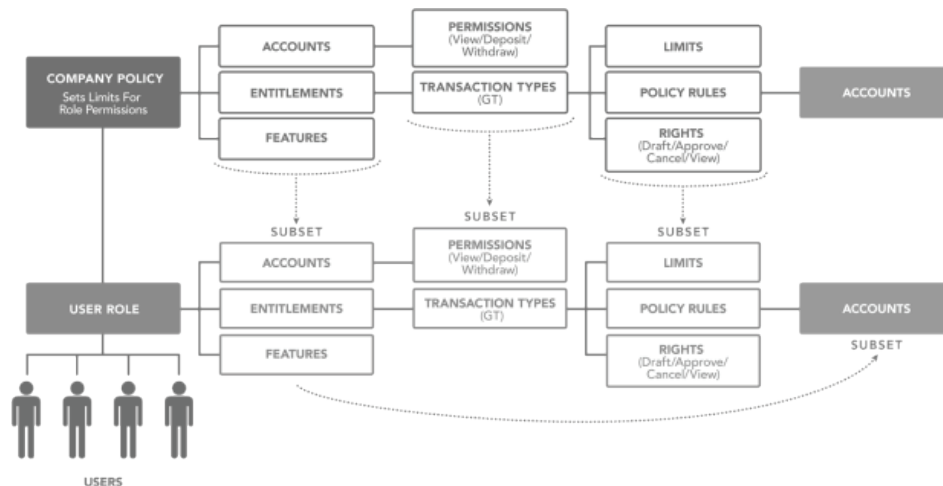 COMPANY POLICY
Sets Limits For
Role Permissions
ACCOUNTS
ENTITLEMENTS
FEATURES
PERMISSIONS
(View/Deposit/
Withdraw)
TRANSACTION TYPES
(GT)
LIMITS
POLICY RULES
RIGHTS
(Draft/Approve/
Cancel/View)
ACCOUNTS
SUBSET
SUBSET
SUBSET
USER ROLE
ACCOUNTS
ENTITLEMENTS
FEATURES
PERMISSIONS
(View/Deposit/
Withdraw)
TRANSACTION TYPES
(GT)
LIMITS
POLICY RULES
RIGHTS
(Draft/Approve/
Cancel/View)
ACCOUNTS
SUBSET
USERS